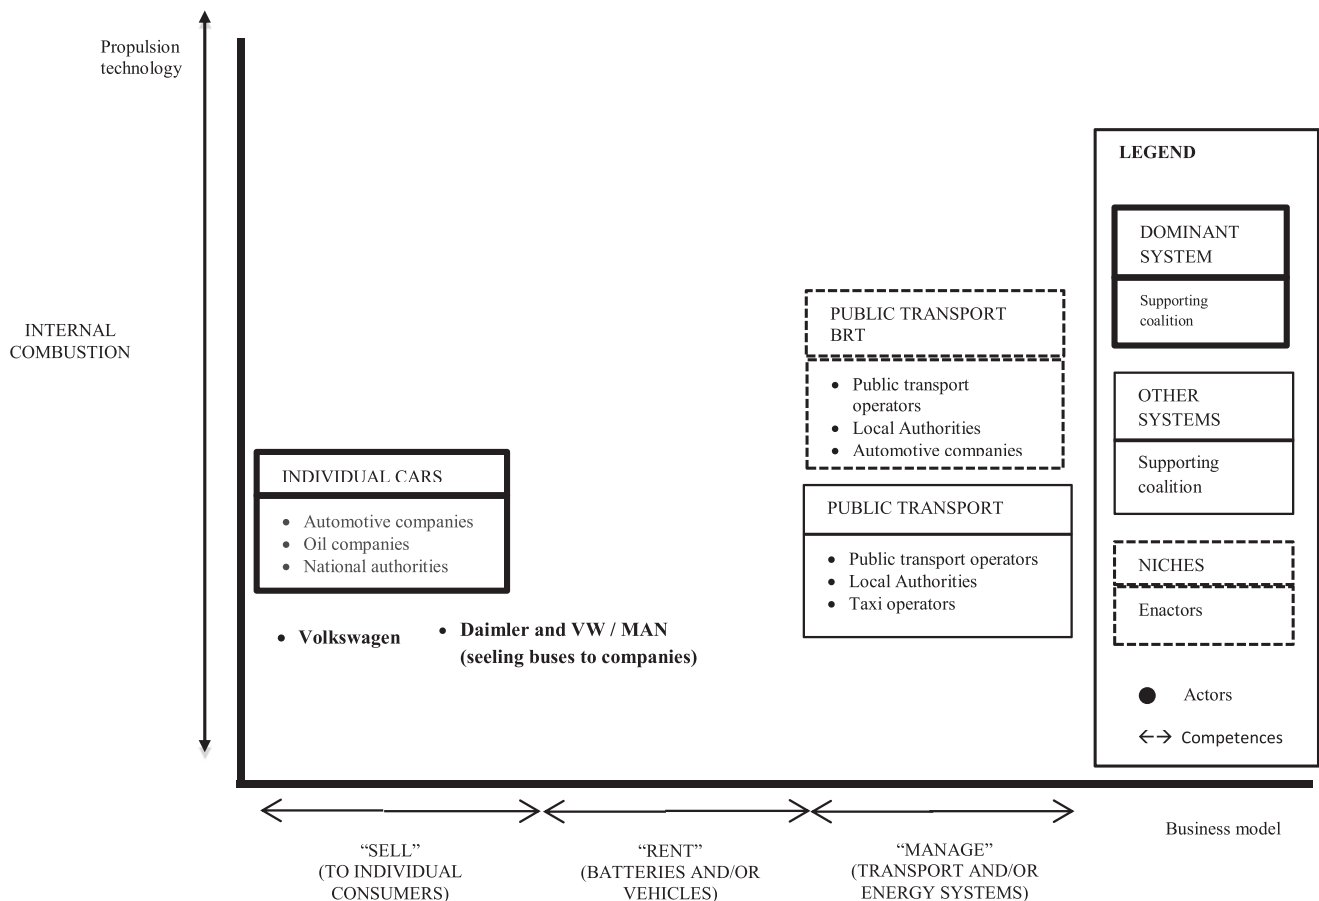 Propulsion
technology
INTERNAL
COMBUSTION
INDIVIDUAL CARS
• Automotive companies
• Oil companies
• National authorities
• Volkswagen
• Daimler and VW / MAN
(seeling buses to companies)
PUBLIC TRANSPORT
BRT
• Public transport
operators
• Local Authorities
• Automotive companies
PUBLIC TRANSPORT
• Public transport operators
• Local Authorities
• Taxi operators
LEGEND
DOMINANT
SYSTEM
Supporting
coalition
OTHER
SYSTEMS
Supporting
coalition
NICHES
Enactors
Actors
Competences
“SELL”
(TO INDIVIDUAL
CONSUMERS)
“RENT”
(BATTERIES AND/OR
VEHICLES)
“MANAGE”
(TRANSPORT AND/OR
ENERGY SYSTEMS)
Business model